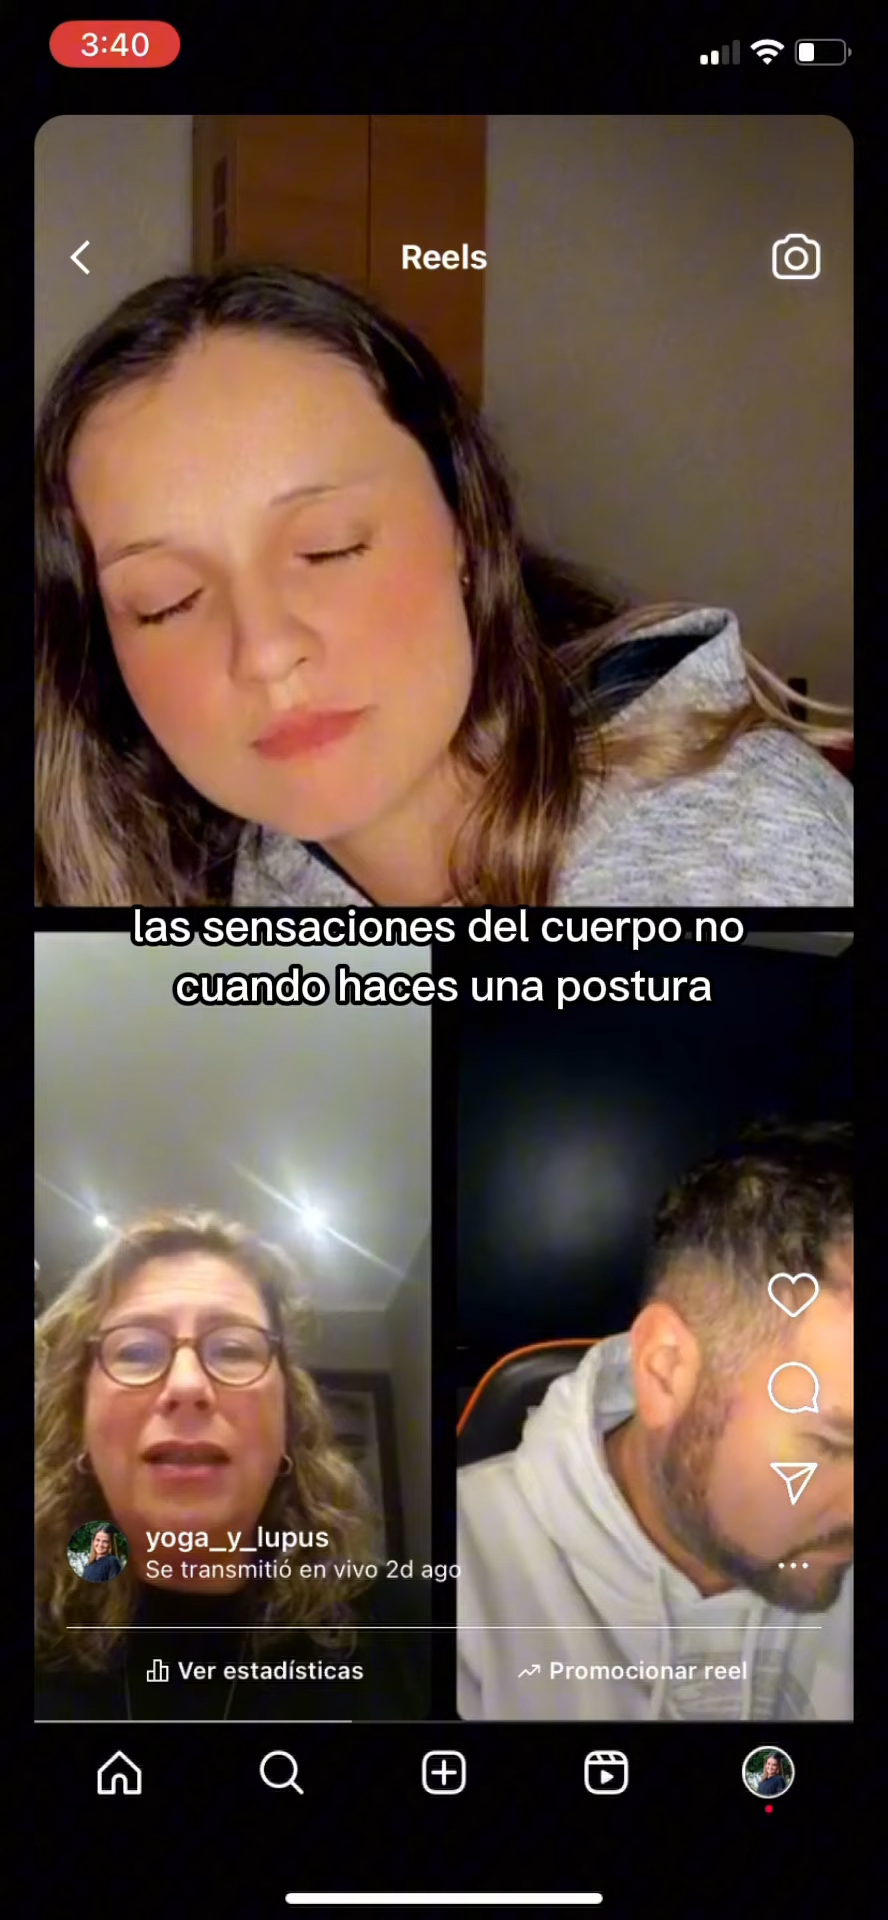 3:40
Reels
las sensaciones del cuerpo no
cuando haces una postura
yoga_y_lupus
Se transmitió en vivo 2d ago
Ver estadísticas
Promocionar reel